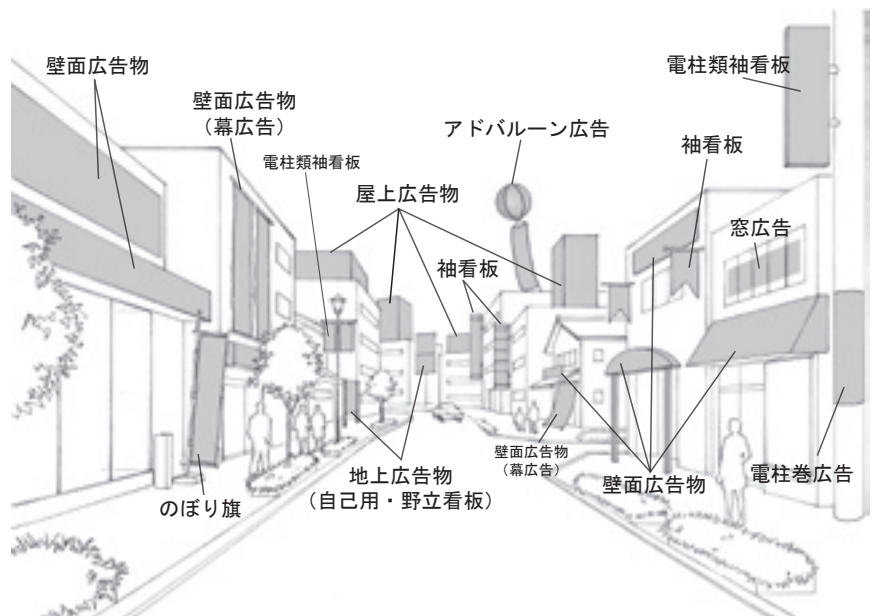 壁面広告物
壁面広告物
（幕広告）
電柱類袖看板
屋上広告物
アドバルーン広告
袖看板
電柱類袖看板
袖看板
窓広告
のぼり旗
地上広告物
（自己用・野立看板）
壁面広告物
（幕広告）
壁面広告物
電柱巻広告